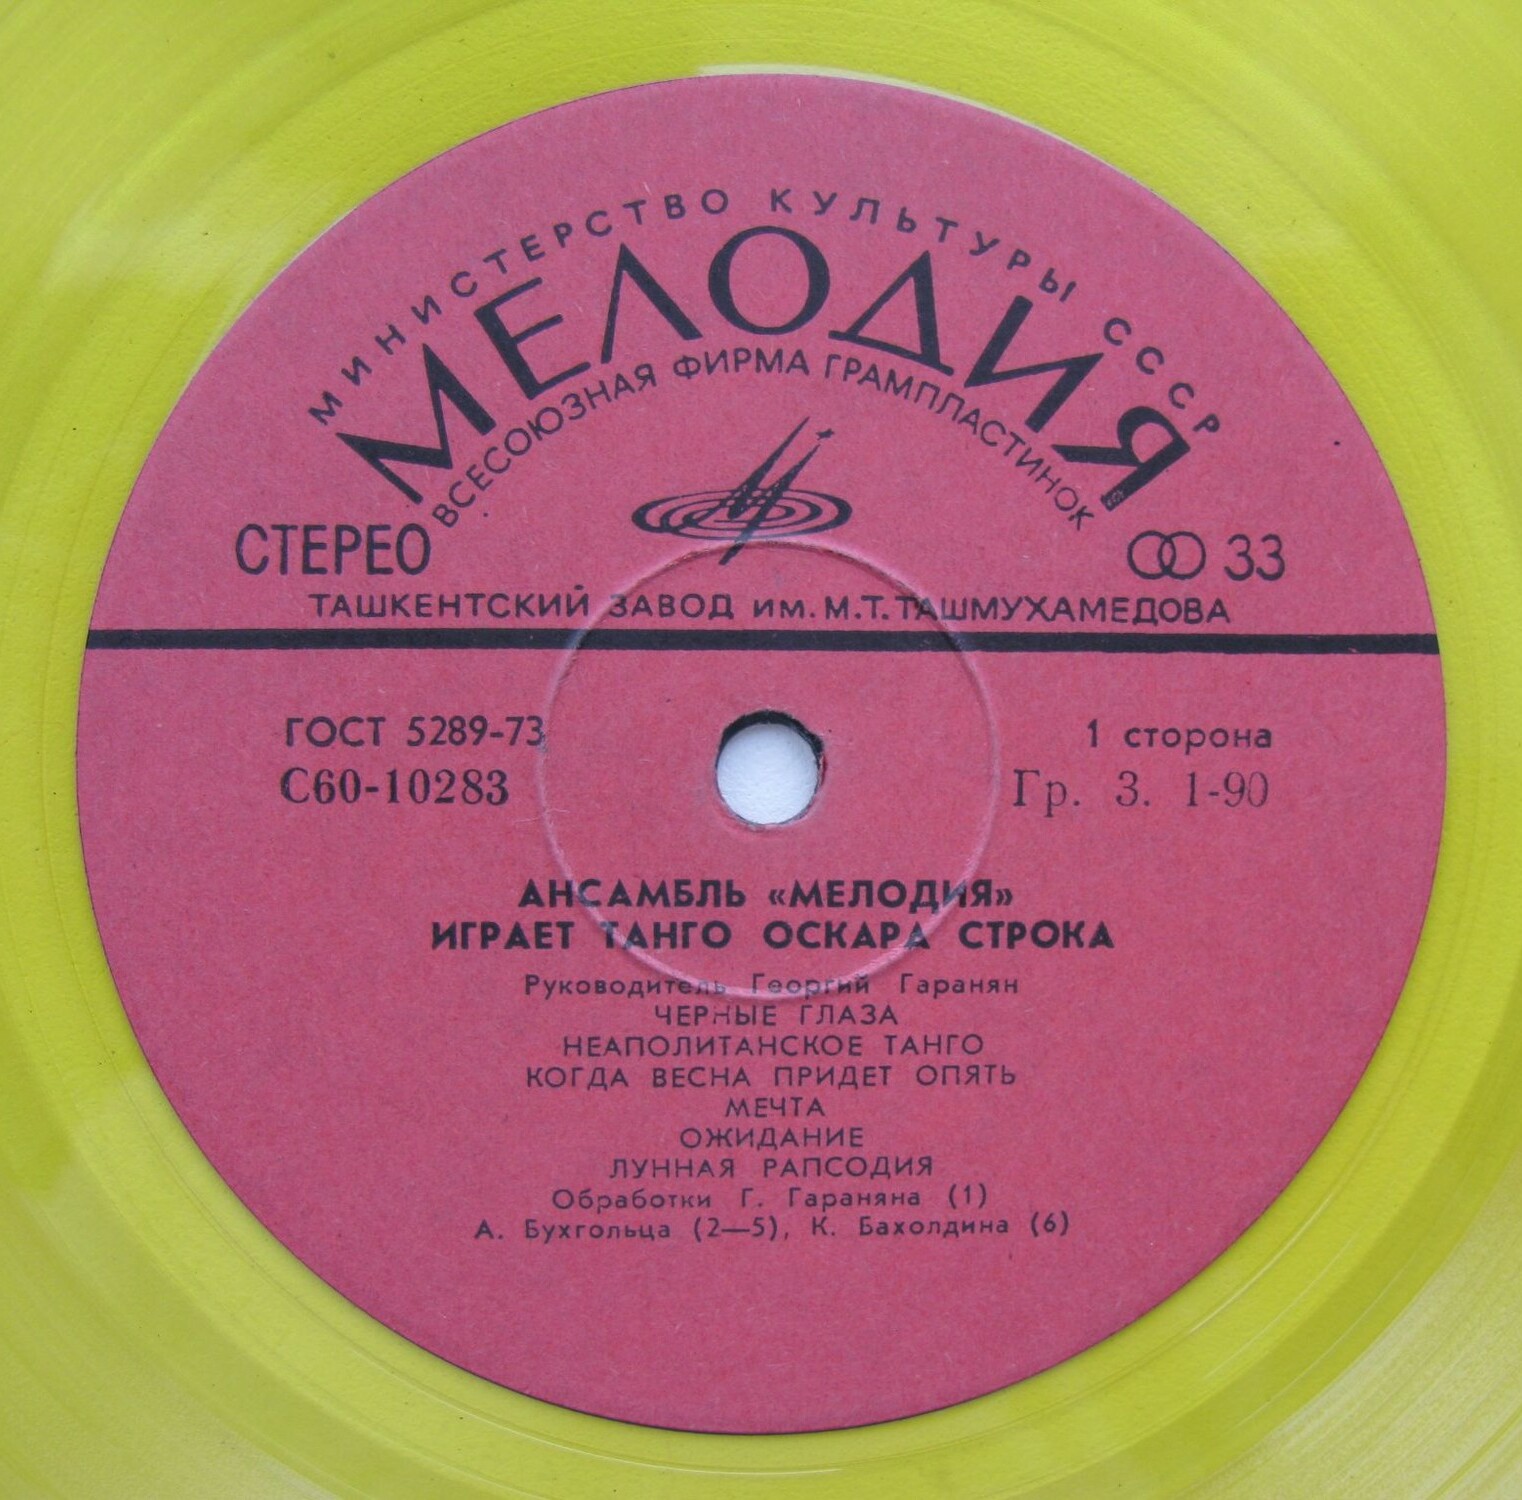 МИНИСТЕРСТВО КУЛЬТУРЫ СССР
МЕЛОДИЯ
ВСЕСОЮЗНАЯ ФИРМА ГРАМПЛАСТИНОК
СТЕРЕО
33
ТАШКЕНТСКИЙ ЗАВОД им. М.Т. ТАШМУХАМЕДОВА
ГОСТ 5289-73
1 сторона
С60-10283
Гр. 3. 1-90
АНСАМБЛЬ «МЕЛОДИЯ»
ИГРАЕТ ТАНГО ОСКАРА СТРОКА
Руководитель Георгий Гаранян
ЧЕРНЫЕ ГЛАЗА
НЕАПОЛИТАНСКОЕ ТАНГО
КОГДА ВЕСНА ПРИДЕТ ОПЯТЬ
МЕЧТА
ОЖИДАНИЕ
ЛУННАЯ РАПСОДИЯ
Обработки Г. Гараняна (1)
А. Бухгольца (2—5), К. Бахолдина (6)